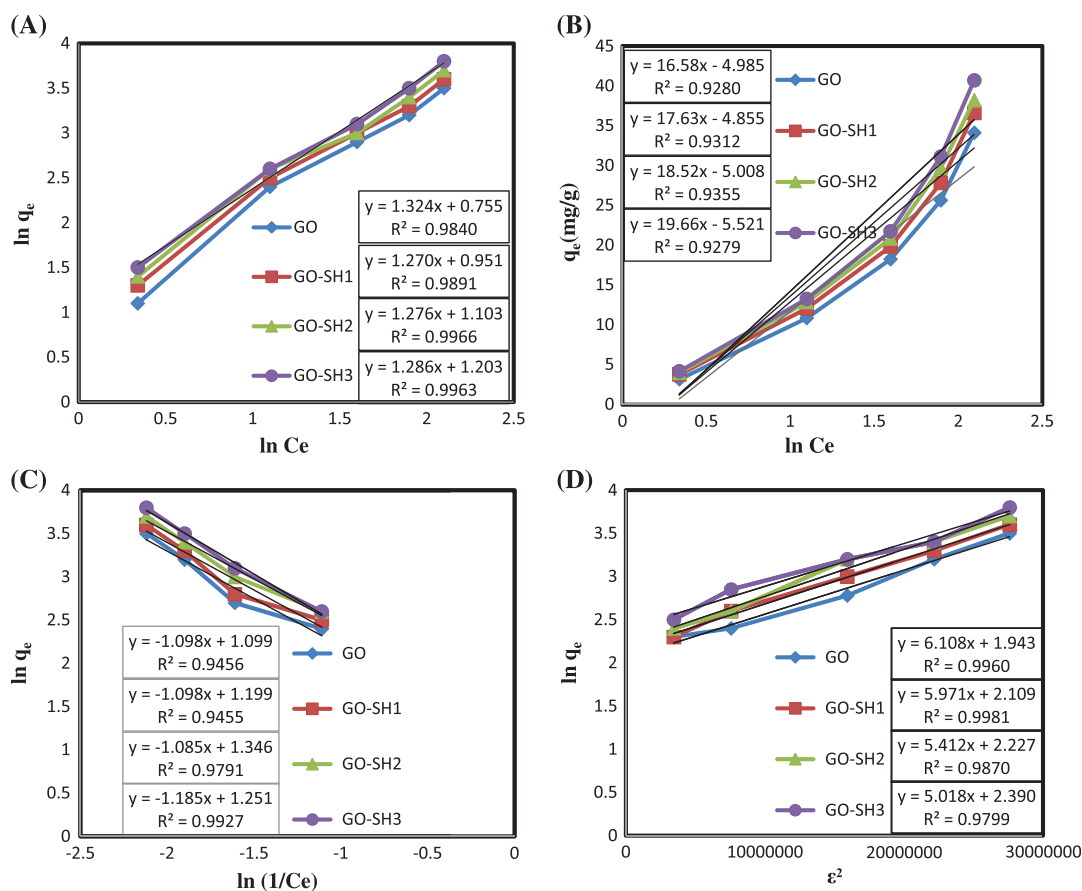 (A)
4
3.5
3
2.5
2
1.5
1
0.5
0
0
0.5
1
1.5
2
2.5
ln qe
ln Ce
GO
GO-SH1
GO-SH2
GO-SH3
y = 1.324x + 0.755
R² = 0.9840
y = 1.270x + 0.951
R² = 0.9891
y = 1.276x + 1.103
R² = 0.9966
y = 1.286x + 1.203
R² = 0.9963
(B)
45
40
35
30
25
20
15
10
5
0
0
0.5
1
1.5
2
2.5
qe(mg/g)
ln Ce
y = 16.58x - 4.985
R² = 0.9280
y = 17.63x - 4.855
R² = 0.9312
y = 18.52x - 5.008
R² = 0.9355
y = 19.66x - 5.521
R² = 0.9279
GO
GO-SH1
GO-SH2
GO-SH3
(C)
4
3.5
3
2.5
2
1.5
1
0.5
0
-2.5
-2
-1.5
-1
-0.5
0
ln qe
ln (1/Ce)
y = -1.098x + 1.099
R² = 0.9456
y = -1.098x + 1.199
R² = 0.9455
y = -1.085x + 1.346
R² = 0.9791
y = -1.185x + 1.251
R² = 0.9927
GO
GO-SH1
GO-SH2
GO-SH3
(D)
4
3.5
3
2.5
2
1.5
1
0.5
0
0
10000000
20000000
30000000
ln qe
ε²
GO
GO-SH1
GO-SH2
GO-SH3
y = 6.108x + 1.943
R² = 0.9960
y = 5.971x + 2.109
R² = 0.9981
y = 5.412x + 2.227
R² = 0.9870
y = 5.018x + 2.390
R² = 0.9799